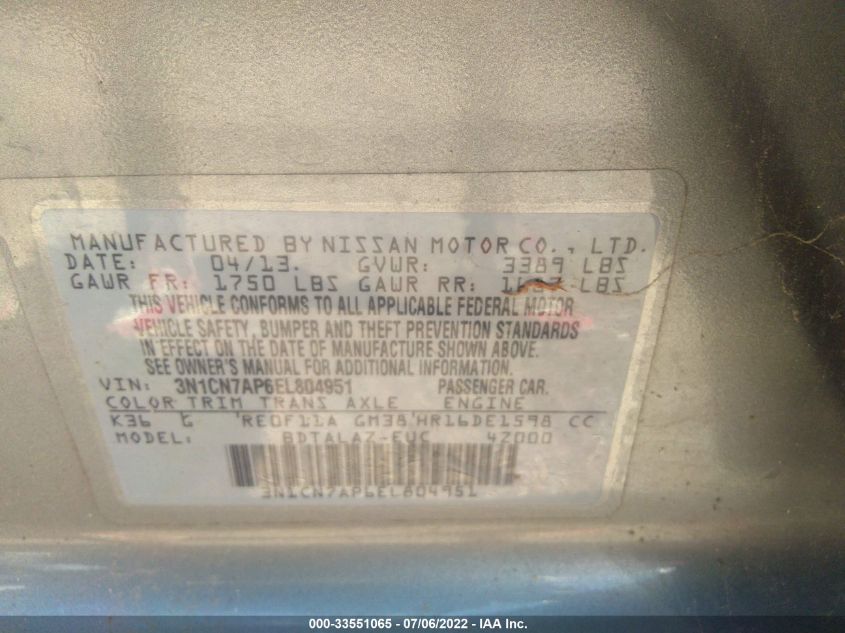 MANUFACTURED BY NISSAN MOTOR CO., LTD.
DATE: 04/13. GVWR: 3389 LBS
GAWR FR: 1750 LBS GAWR RR: LBS
THIS VEHICLE CONFORMS TO ALL APPLICABLE FEDERAL MOTOR
VEHICLE SAFETY, BUMPER AND THEFT PREVENTION STANDARDS
IN EFFECT ON THE DATE OF MANUFACTURE SHOWN ABOVE.
SEE OWNER'S MANUAL FOR ADDITIONAL INFORMATION.
VIN: 3N1CN7AP6EL804951 PASSENGER CAR.
COLOR TRIM TRANS AXLE ENGINE
K36 G RE0F11A GM38 HR16DE1598 CC
MODEL: BDTALAZ-EUC 4Z000
3N1CN7AP6EL804951
000-33551065 - 07/06/2022 - IAA Inc.